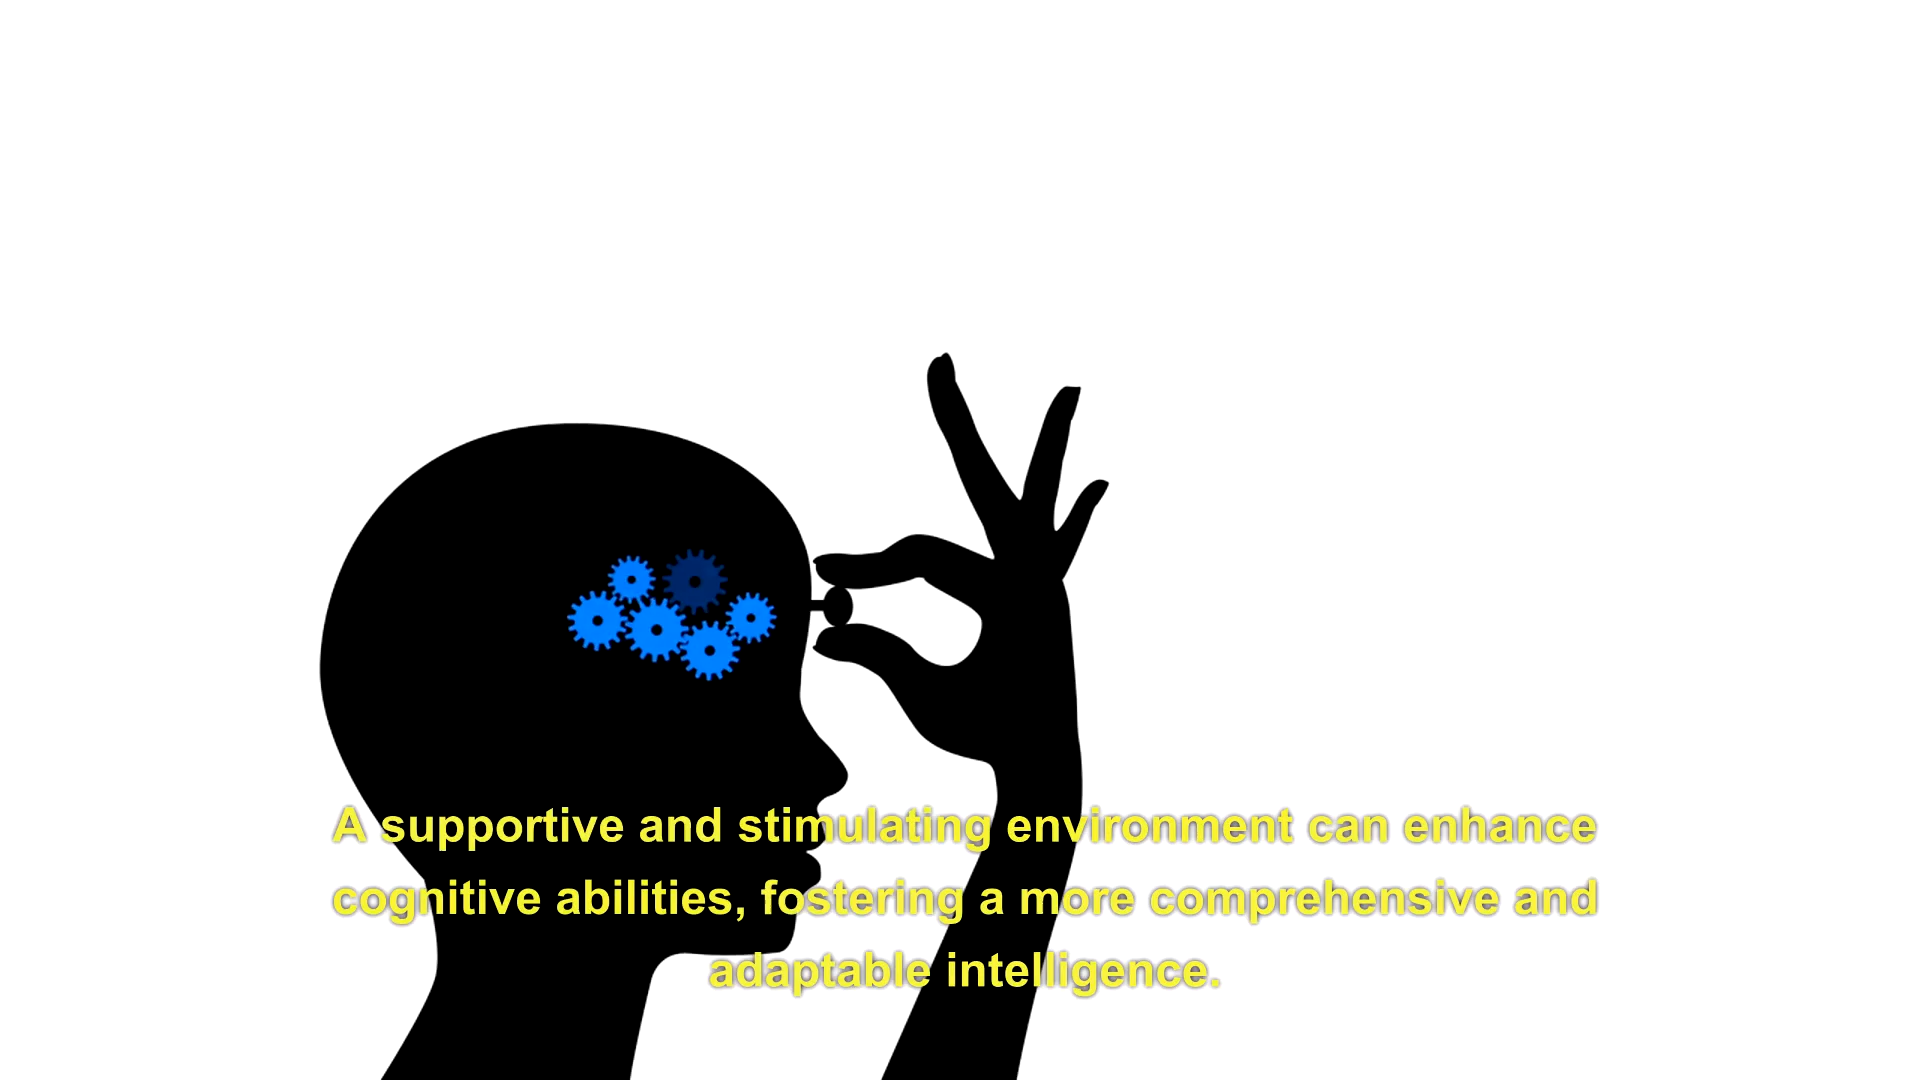 A supportive and stimulating environment can enhance
cognitive abilities, fostering a more comprehensive and
adaptable intelligence.